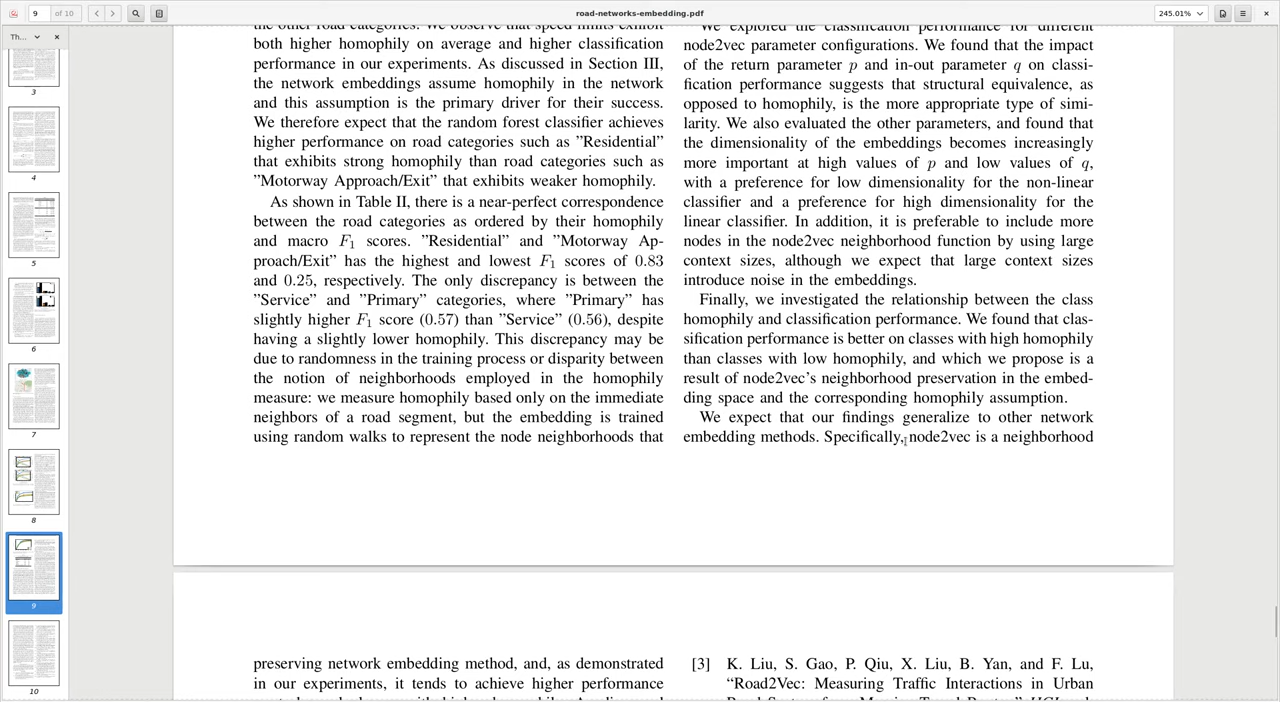 9 of 10
road-networks-embedding.pdf
245.01%
Th...
3
4
5
6
7
8
9
10
both higher homophily on average and higher classification
performance in our experiments. As discussed in Section III,
the network embeddings assume homophily in the network
and this assumption is the primary driver for their success.
We therefore expect that the random forest classifier achieves
higher performance on road categories such as ”Residential”
that exhibits strong homophily than road categories such as
”Motorway Approach/Exit” that exhibits weaker homophily.
As shown in Table II, there is a near-perfect correspondence
between the road categories as ordered by their homophily
and their F1 scores. ”Residential” and ”Motorway Ap-
proach/Exit” has the highest and lowest F1 scores of 0.83
and 0.25, respectively. The only discrepancy is between the
”Service” and ”Primary” categories, where ”Primary” has
slightly higher F1 score (0.57) than ”Service” (0.56), despite
having a slightly lower homophily. This discrepancy may be
due to randomness in the training process or disparity between
the notion of neighborhoods employed in the homophily
measure: we measure homophily based only on the immediate
neighbors of a road segment, but the embedding is trained
using random walks to represent the node neighborhoods that
We explored the classification performance for different
node2vec parameter configurations. We found that the impact
of the return parameter p and in-out parameter q on classi-
fication performance suggests that structural equivalence, as
opposed to homophily, is the more appropriate type of simi-
larity. We also evaluated the other parameters, and found that
the dimensionality of the embeddings becomes increasingly
more important at high values of p and low values of q,
with a preference for low dimensionality for the non-linear
classifier and a preference for high dimensionality for the
linear classifier. In addition, it is preferable to include more
nodes in the node2vec neighborhood function by using large
context sizes, although we expect that large context sizes
introduce noise in the embeddings.
Finally, we investigated the relationship between the class
homophily and classification performance. We found that clas-
sification performance is better on classes with high homophily
than classes with low homophily, and which we propose is a
result of node2vec’s neighborhood preservation in the embed-
ding space and the corresponding homophily assumption.
We expect that our findings generalize to other network
embedding methods. Specifically, node2vec is a neighborhood
preserving network embedding method, and as demonstrated
in our experiments, it tends to achieve higher performance
[3] K. Liu, S. Gao, P. Qiu, X. Liu, B. Yan, and F. Lu,
“Road2Vec: Measuring Traffic Interactions in Urban